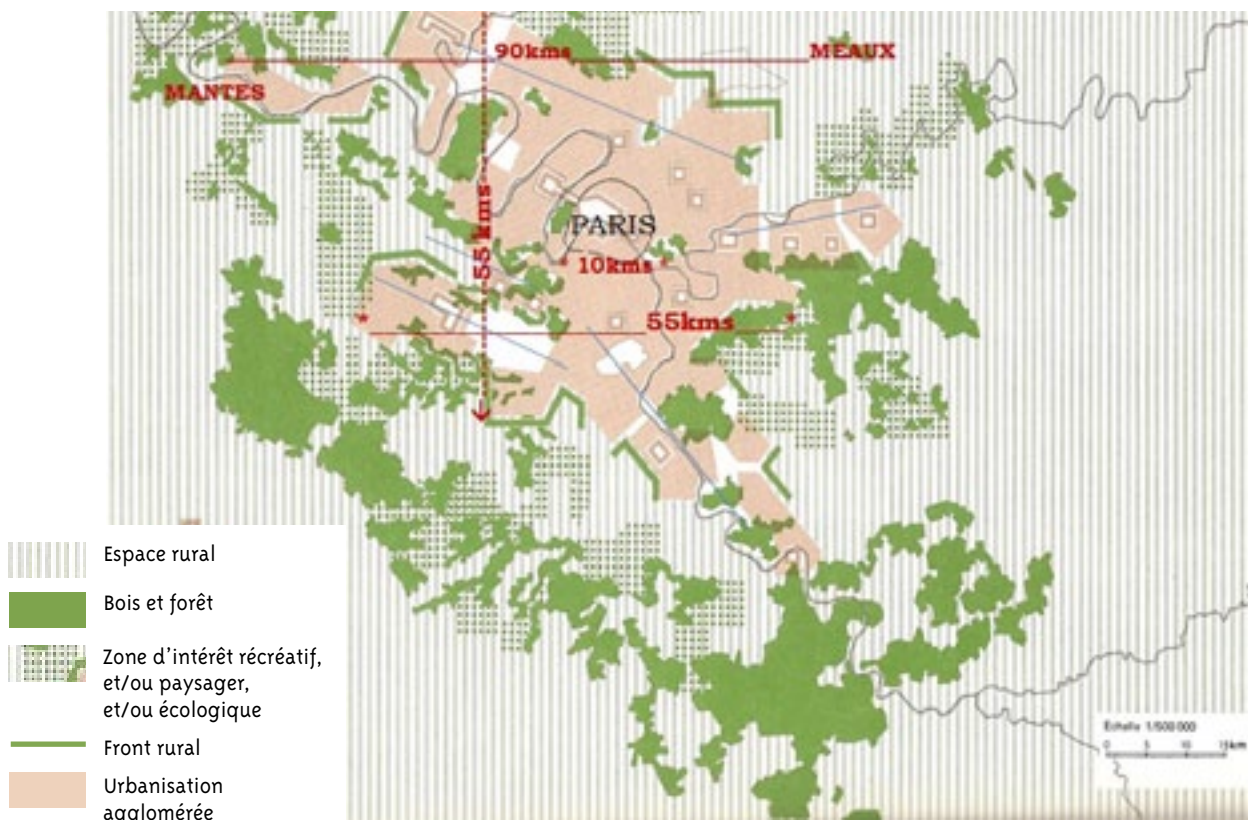 90kms
MEAUX
MANTES
55 kms
PARIS
10kms
55kms
Espace rural
Bois et forêt
Zone d'intérêt récréatif,
et/ou paysager,
et/ou écologique
Front rural
Urbanisation
agglomérée
Échelle 1/500 000
0 5 10 15km